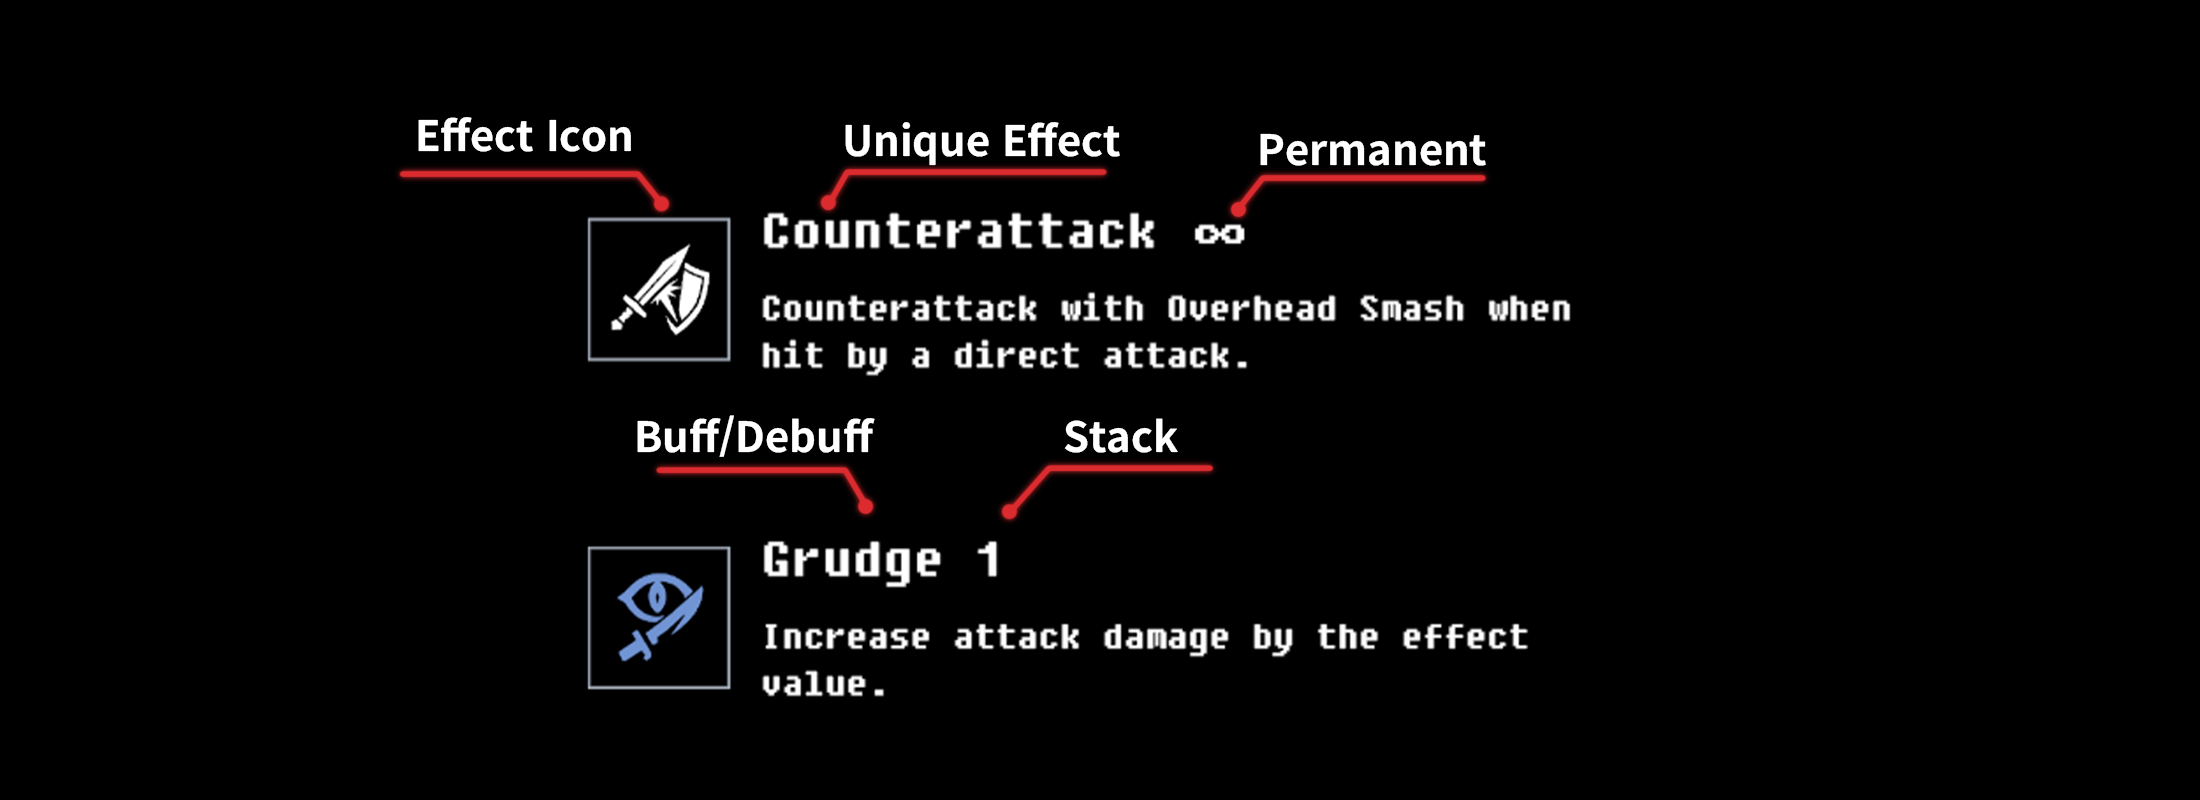 Effect Icon
Unique Effect
Permanent
Counterattack ∞
Counterattack with Overhead Smash when
hit by a direct attack.
Buff/Debuff
Stack
Grudge 1
Increase attack damage by the effect
value.